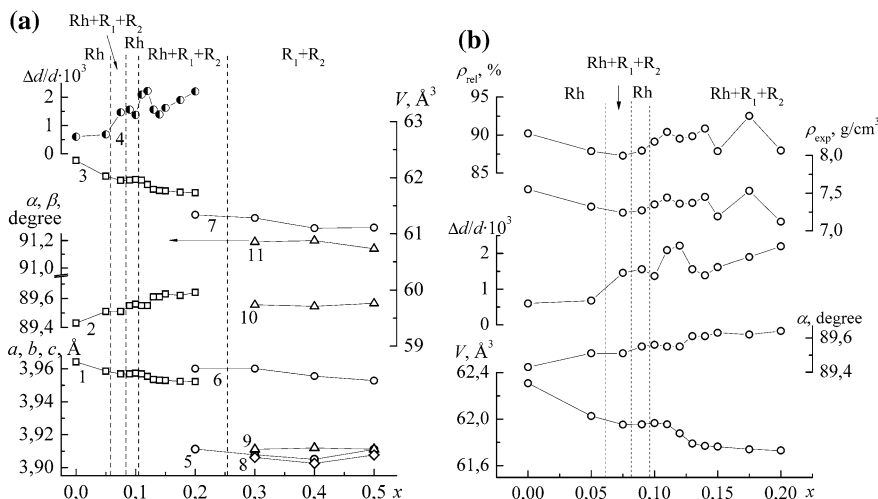 (a)
Rh+R₁+R₂
Rh Rh Rh+R₁+R₂ R₁+R₂
Δd/d·10³
2
1
0
4
3
V, Å³
63
62
61
60
59
α, β,
degree
91,2
91,0
89,6
89,4
7
11
2
10
a, b, c, Å
3,96
3,94
3,92
3,90
1
6
5
9
8
0.0 0.1 0.2 0.3 0.4 0.5 x
(b)
ρrel, %
Rh+R₁+R₂
Rh Rh Rh+R₁+R₂
95
90
85
ρexp, g/cm³
8,0
7,5
7,0
Δd/d·10³
2
1
0
α, degree
89,6
89,4
V, Å³
62,4
62,0
61,6
0.00 0.05 0.10 0.15 0.20 x